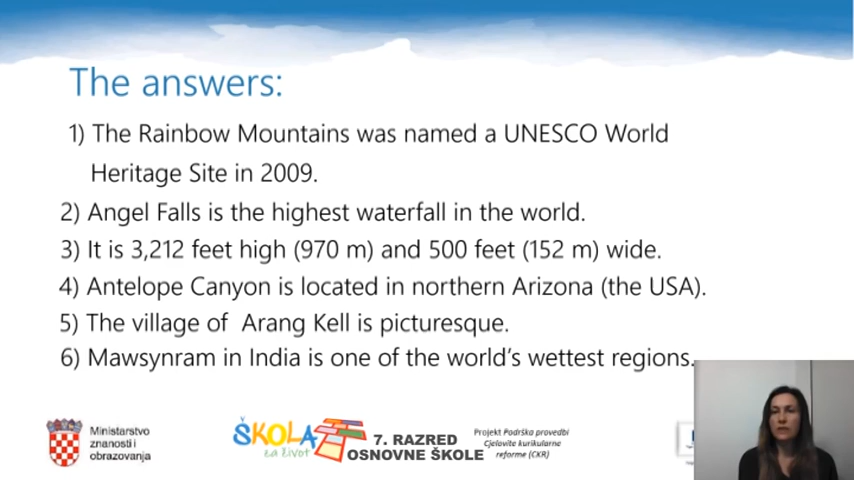 The answers:
1) The Rainbow Mountains was named a UNESCO World
Heritage Site in 2009.
2) Angel Falls is the highest waterfall in the world.
3) It is 3,212 feet high (970 m) and 500 feet (152 m) wide.
4) Antelope Canyon is located in northern Arizona (the USA).
5) The village of Arang Kell is picturesque.
6) Mawsynram in India is one of the world's wettest regions.
Ministarstvo
znanosti i
obrazovanja
ŠKOLA
za život
7. RAZRED
OSNOVNE ŠKOLE
Projekt Podrška provedbi
Cjelovite kurikularne
reforme (CKR)